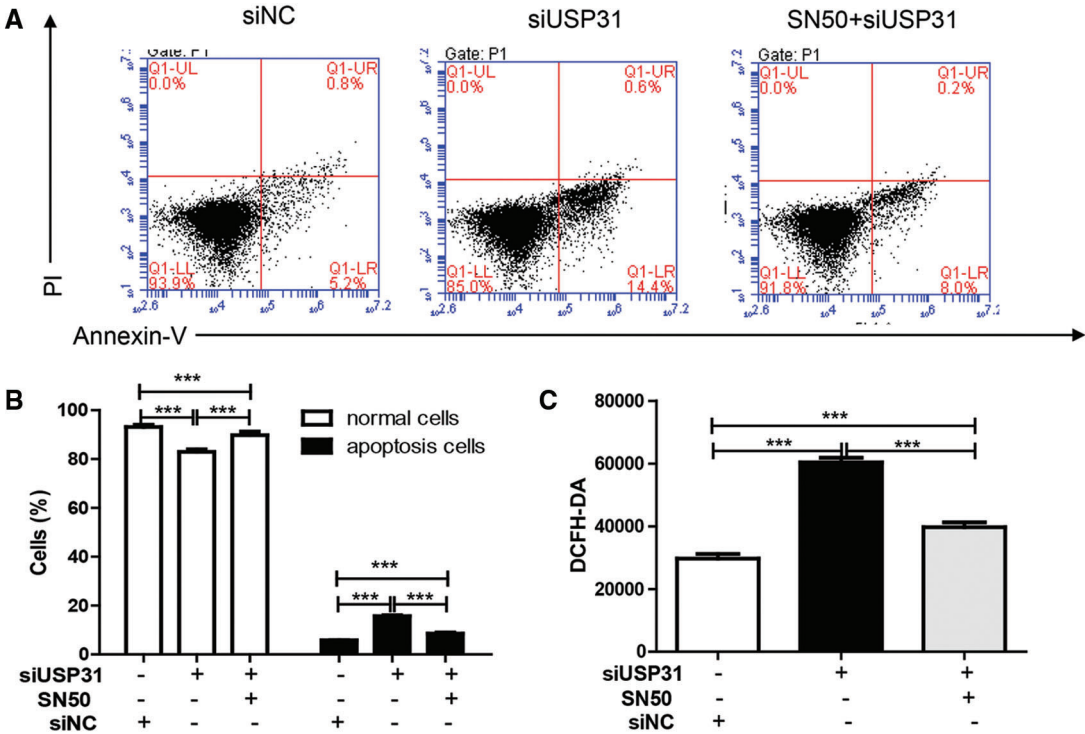 A
siNC
siUSP31
SN50+siUSP31
PI
Gate: P1
Q1-UL
0.0%
Q1-UR
0.8%
Q1-LL
93.9%
Q1-LR
5.2%
Gate: P1
Q1-UL
0.0%
Q1-UR
0.6%
Q1-LL
85.0%
Q1-LR
14.4%
Gate: P1
Q1-UL
0.0%
Q1-UR
0.2%
Q1-LL
91.8%
Q1-LR
8.0%
Annexin-V
B
Cells (%)
100
80
60
40
20
0
*** 
*** ***
***
*** ***
normal cells
apoptosis cells
siUSP31 - + + - + +
SN50 - - + - - +
siNC + - - + - -
C
DCFH-DA
80000
60000
40000
20000
0
***
*** ***
siUSP31 - + +
SN50 - - +
siNC + - -